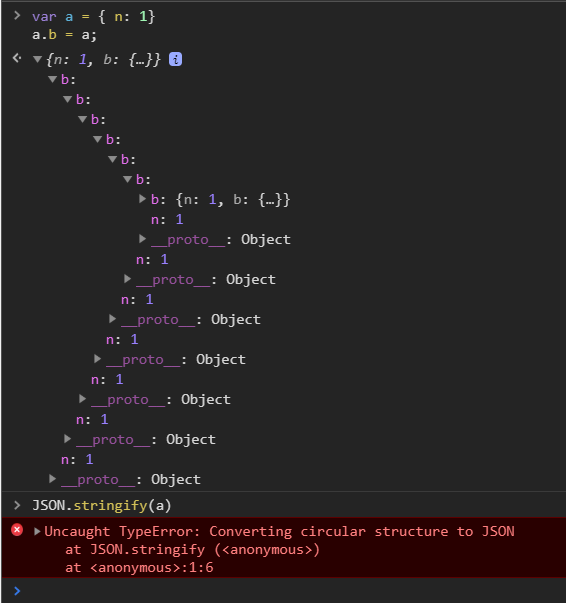 var a = { n: 1}
a.b = a;
{n: 1, b: {…}} i
b:
b:
b:
b:
b:
b:
b: {n: 1, b: {…}}
n: 1
__proto__: Object
n: 1
__proto__: Object
n: 1
__proto__: Object
n: 1
__proto__: Object
n: 1
__proto__: Object
n: 1
__proto__: Object
n: 1
__proto__: Object
JSON.stringify(a)
Uncaught TypeError: Converting circular structure to JSON
at JSON.stringify (<anonymous>)
at <anonymous>:1:6